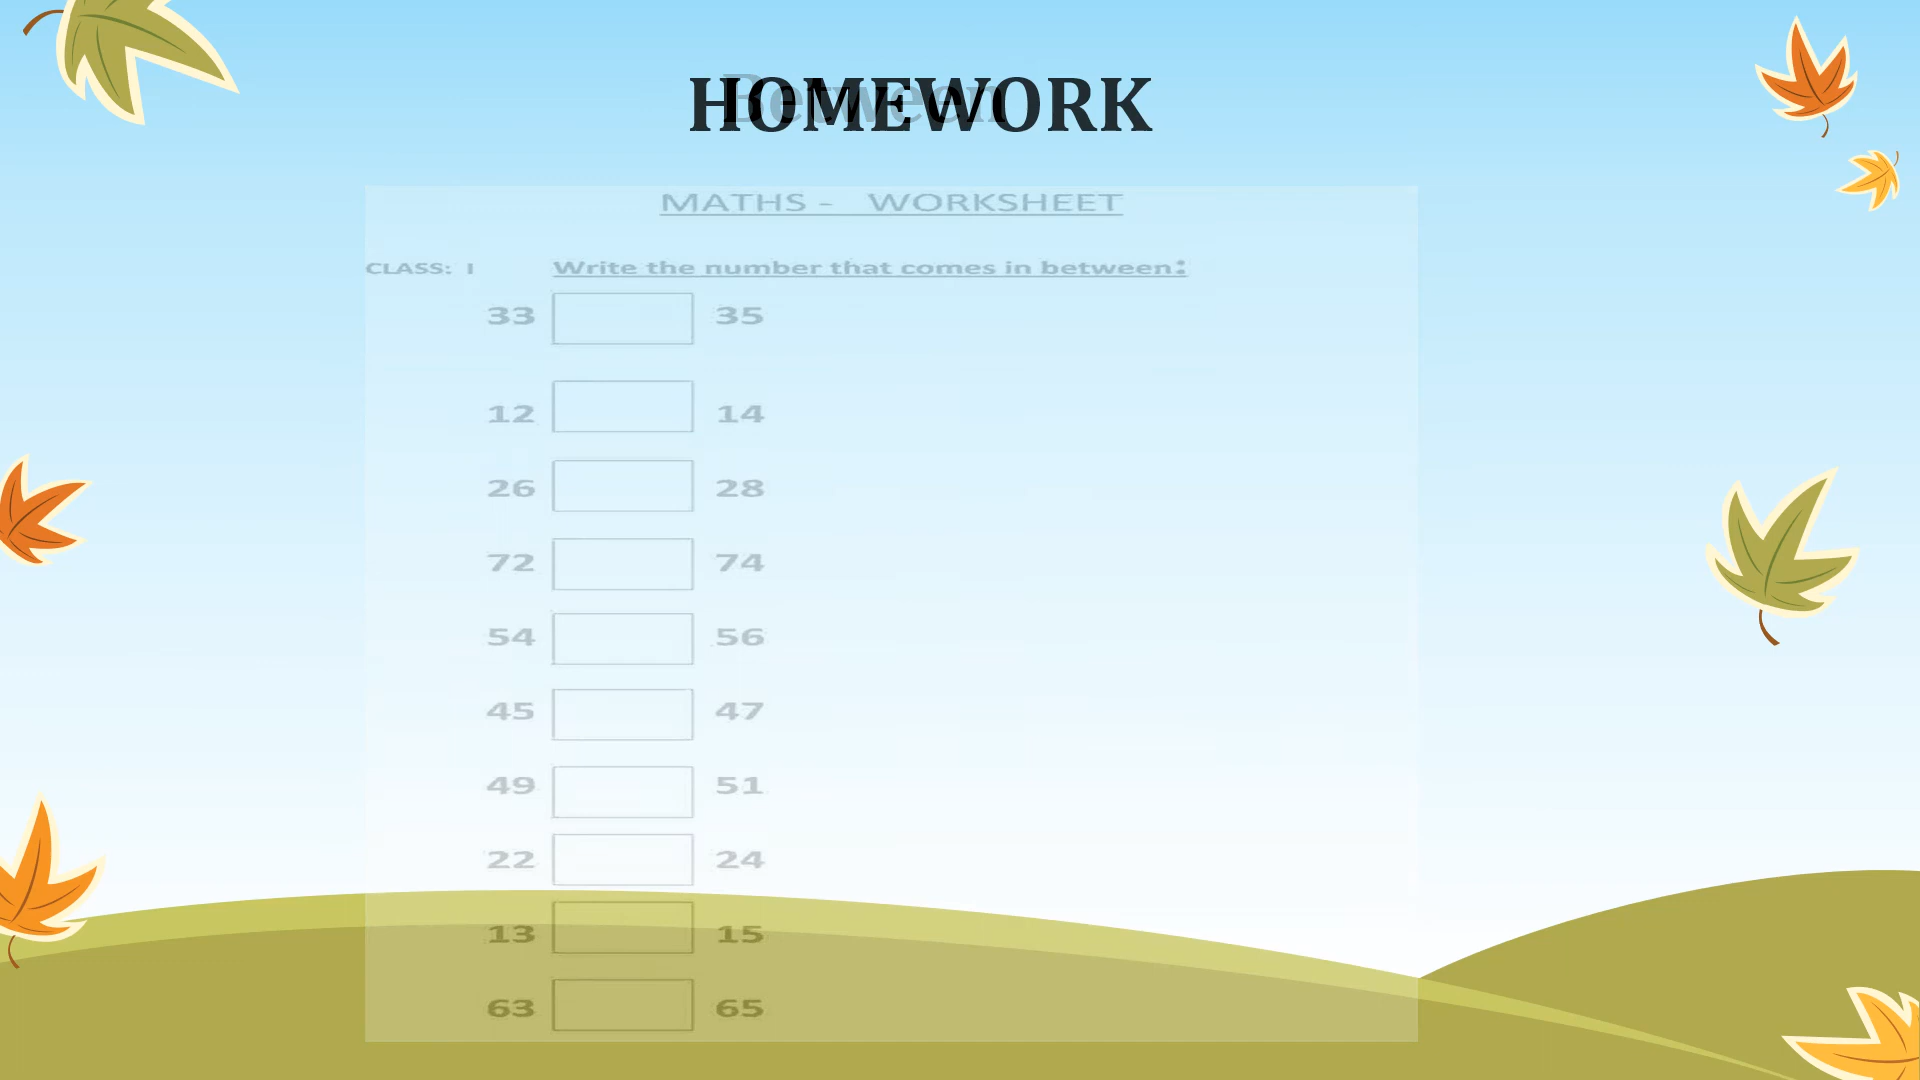 HOMEWORK
Between
MATHS - WORKSHEET
CLASS: I Write the number that comes in between:
33 35
12 14
26 28
72 74
54 56
45 47
49 51
22 24
13 15
63 65